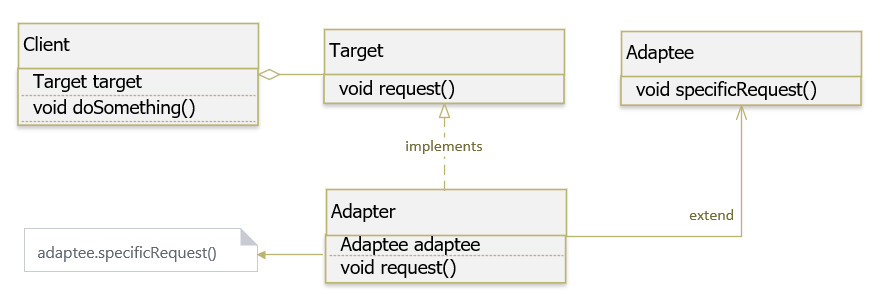 Client
Target target
void doSomething()
Target
void request()
Adaptee
void specificRequest()
implements
extend
Adapter
Adaptee adaptee
void request()
adaptee.specificRequest()